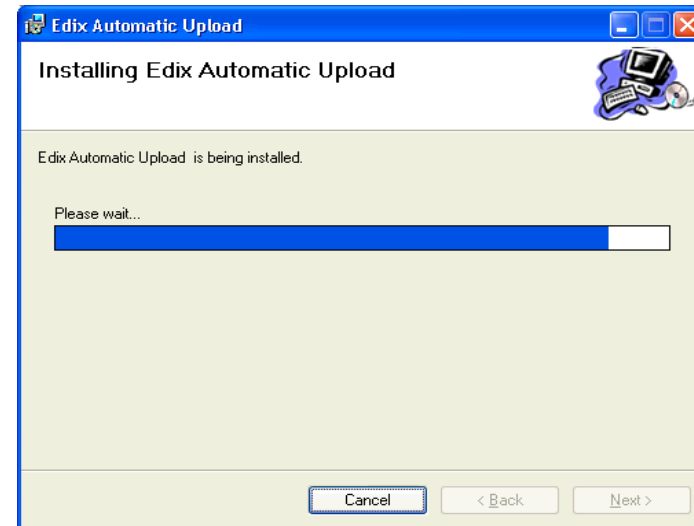 Edix Automatic Upload
Installing Edix Automatic Upload
Edix Automatic Upload  is being installed.
Please wait...
Cancel
< Back
Next >